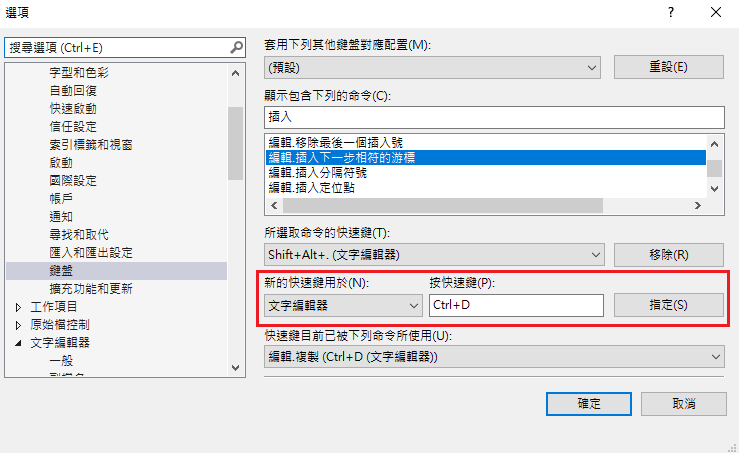 選項
搜尋選項 (Ctrl+E)
字型和色彩
自動回復
快速啟動
信任設定
索引標籤和視窗
啟動
國際設定
帳戶
通知
尋找和取代
匯入和匯出設定
鍵盤
擴充功能和更新
工作項目
原始檔控制
文字編輯器
一般
套用下列其他鍵盤對應配置(M):
(預設)
重設(E)
顯示包含下列的命令(C):
插入
編輯.移除最後一個插入號
編輯.插入下一步相符的游標
編輯.插入分隔符號
編輯.插入定位點
所選取命令的快速鍵(T):
Shift+Alt+. (文字編輯器)
移除(R)
新的快速鍵用於(N):
按快速鍵(P):
文字編輯器
Ctrl+D
指定(S)
快速鍵目前已被下列命令所使用(U):
編輯.複製 (Ctrl+D (文字編輯器))
確定
取消